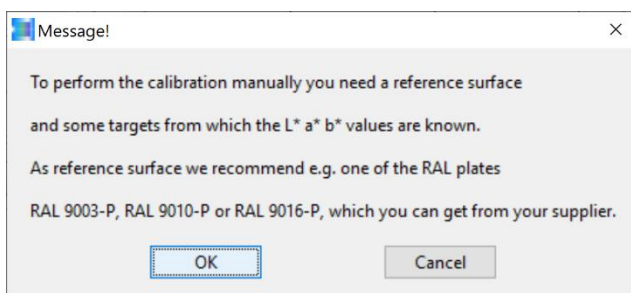 Message!
To perform the calibration manually you need a reference surface
and some targets from which the L* a* b* values are known.
As reference surface we recommend e.g. one of the RAL plates
RAL 9003-P, RAL 9010-P or RAL 9016-P, which you can get from your supplier.
OK Cancel